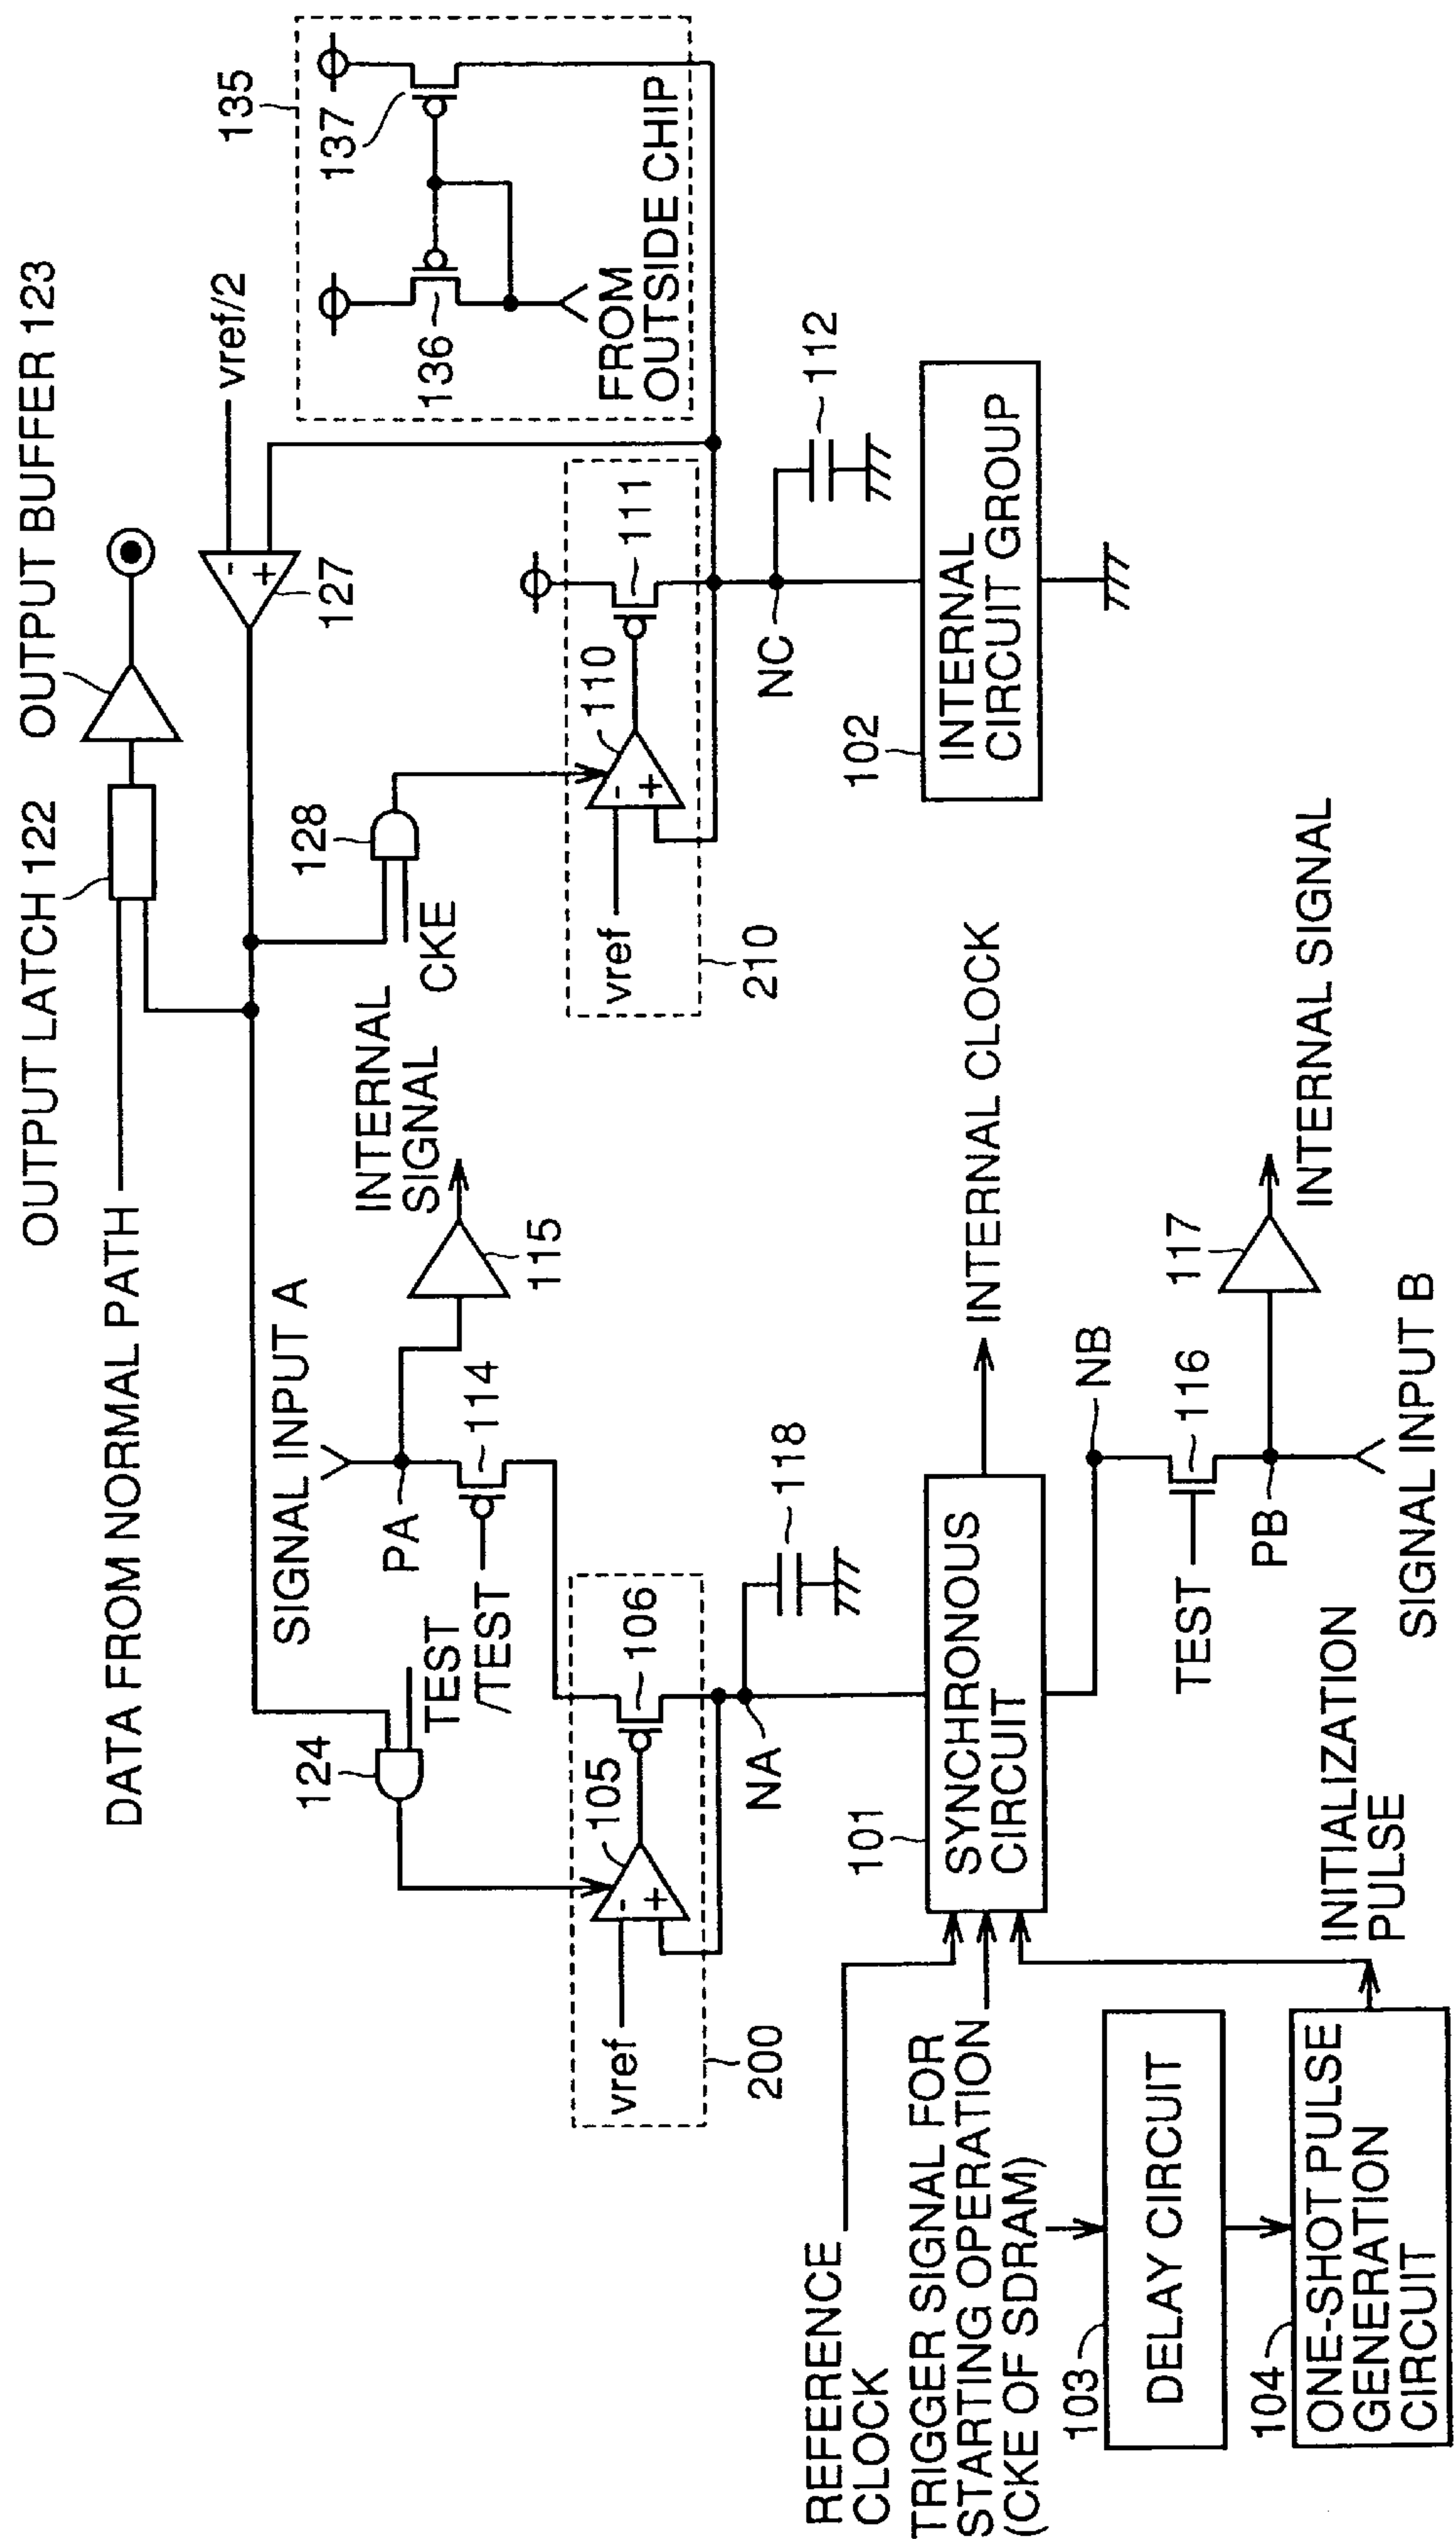 OUTPUT LATCH 122
OUTPUT BUFFER 123
DATA FROM NORMAL PATH
vref/2
135
137
136
FROM
OUTSIDE CHIP
-
+
127
SIGNAL INPUT A
INTERNAL
SIGNAL
128
CKE
124
TEST
/TEST
PA
114
115
110
111
-
+
vref
210
112
NC
105
106
-
+
vref
200
118
NA
102
INTERNAL
CIRCUIT GROUP
REFERENCE
CLOCK
101
SYNCHRONOUS
CIRCUIT
INTERNAL CLOCK
TRIGGER SIGNAL FOR
STARTING OPERATION
(CKE OF SDRAM)
NB
103
DELAY CIRCUIT
TEST
116
117
PB
INTERNAL SIGNAL
104
ONE-SHOT PULSE
GENERATION
CIRCUIT
INITIALIZATION
PULSE
SIGNAL INPUT B